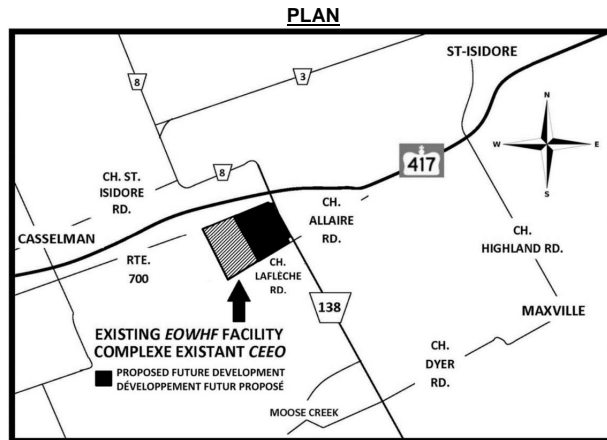 PLAN
ST-ISIDORE
8
3
N
W
E
S
417
8
CH. ST.
ISIDORE
RD.
CH.
ALLAIRE
RD.
CASSELMAN
RTE.
700
CH.
LAFLÈCHE
RD.
CH.
HIGHLAND RD.
138
MAXVILLE
EXISTING EOWHF FACILITY
COMPLEXE EXISTANT CEEO
PROPOSED FUTURE DEVELOPMENT
DÉVELOPPEMENT FUTUR PROPOSÉ
CH.
DYER
RD.
MOOSE CREEK